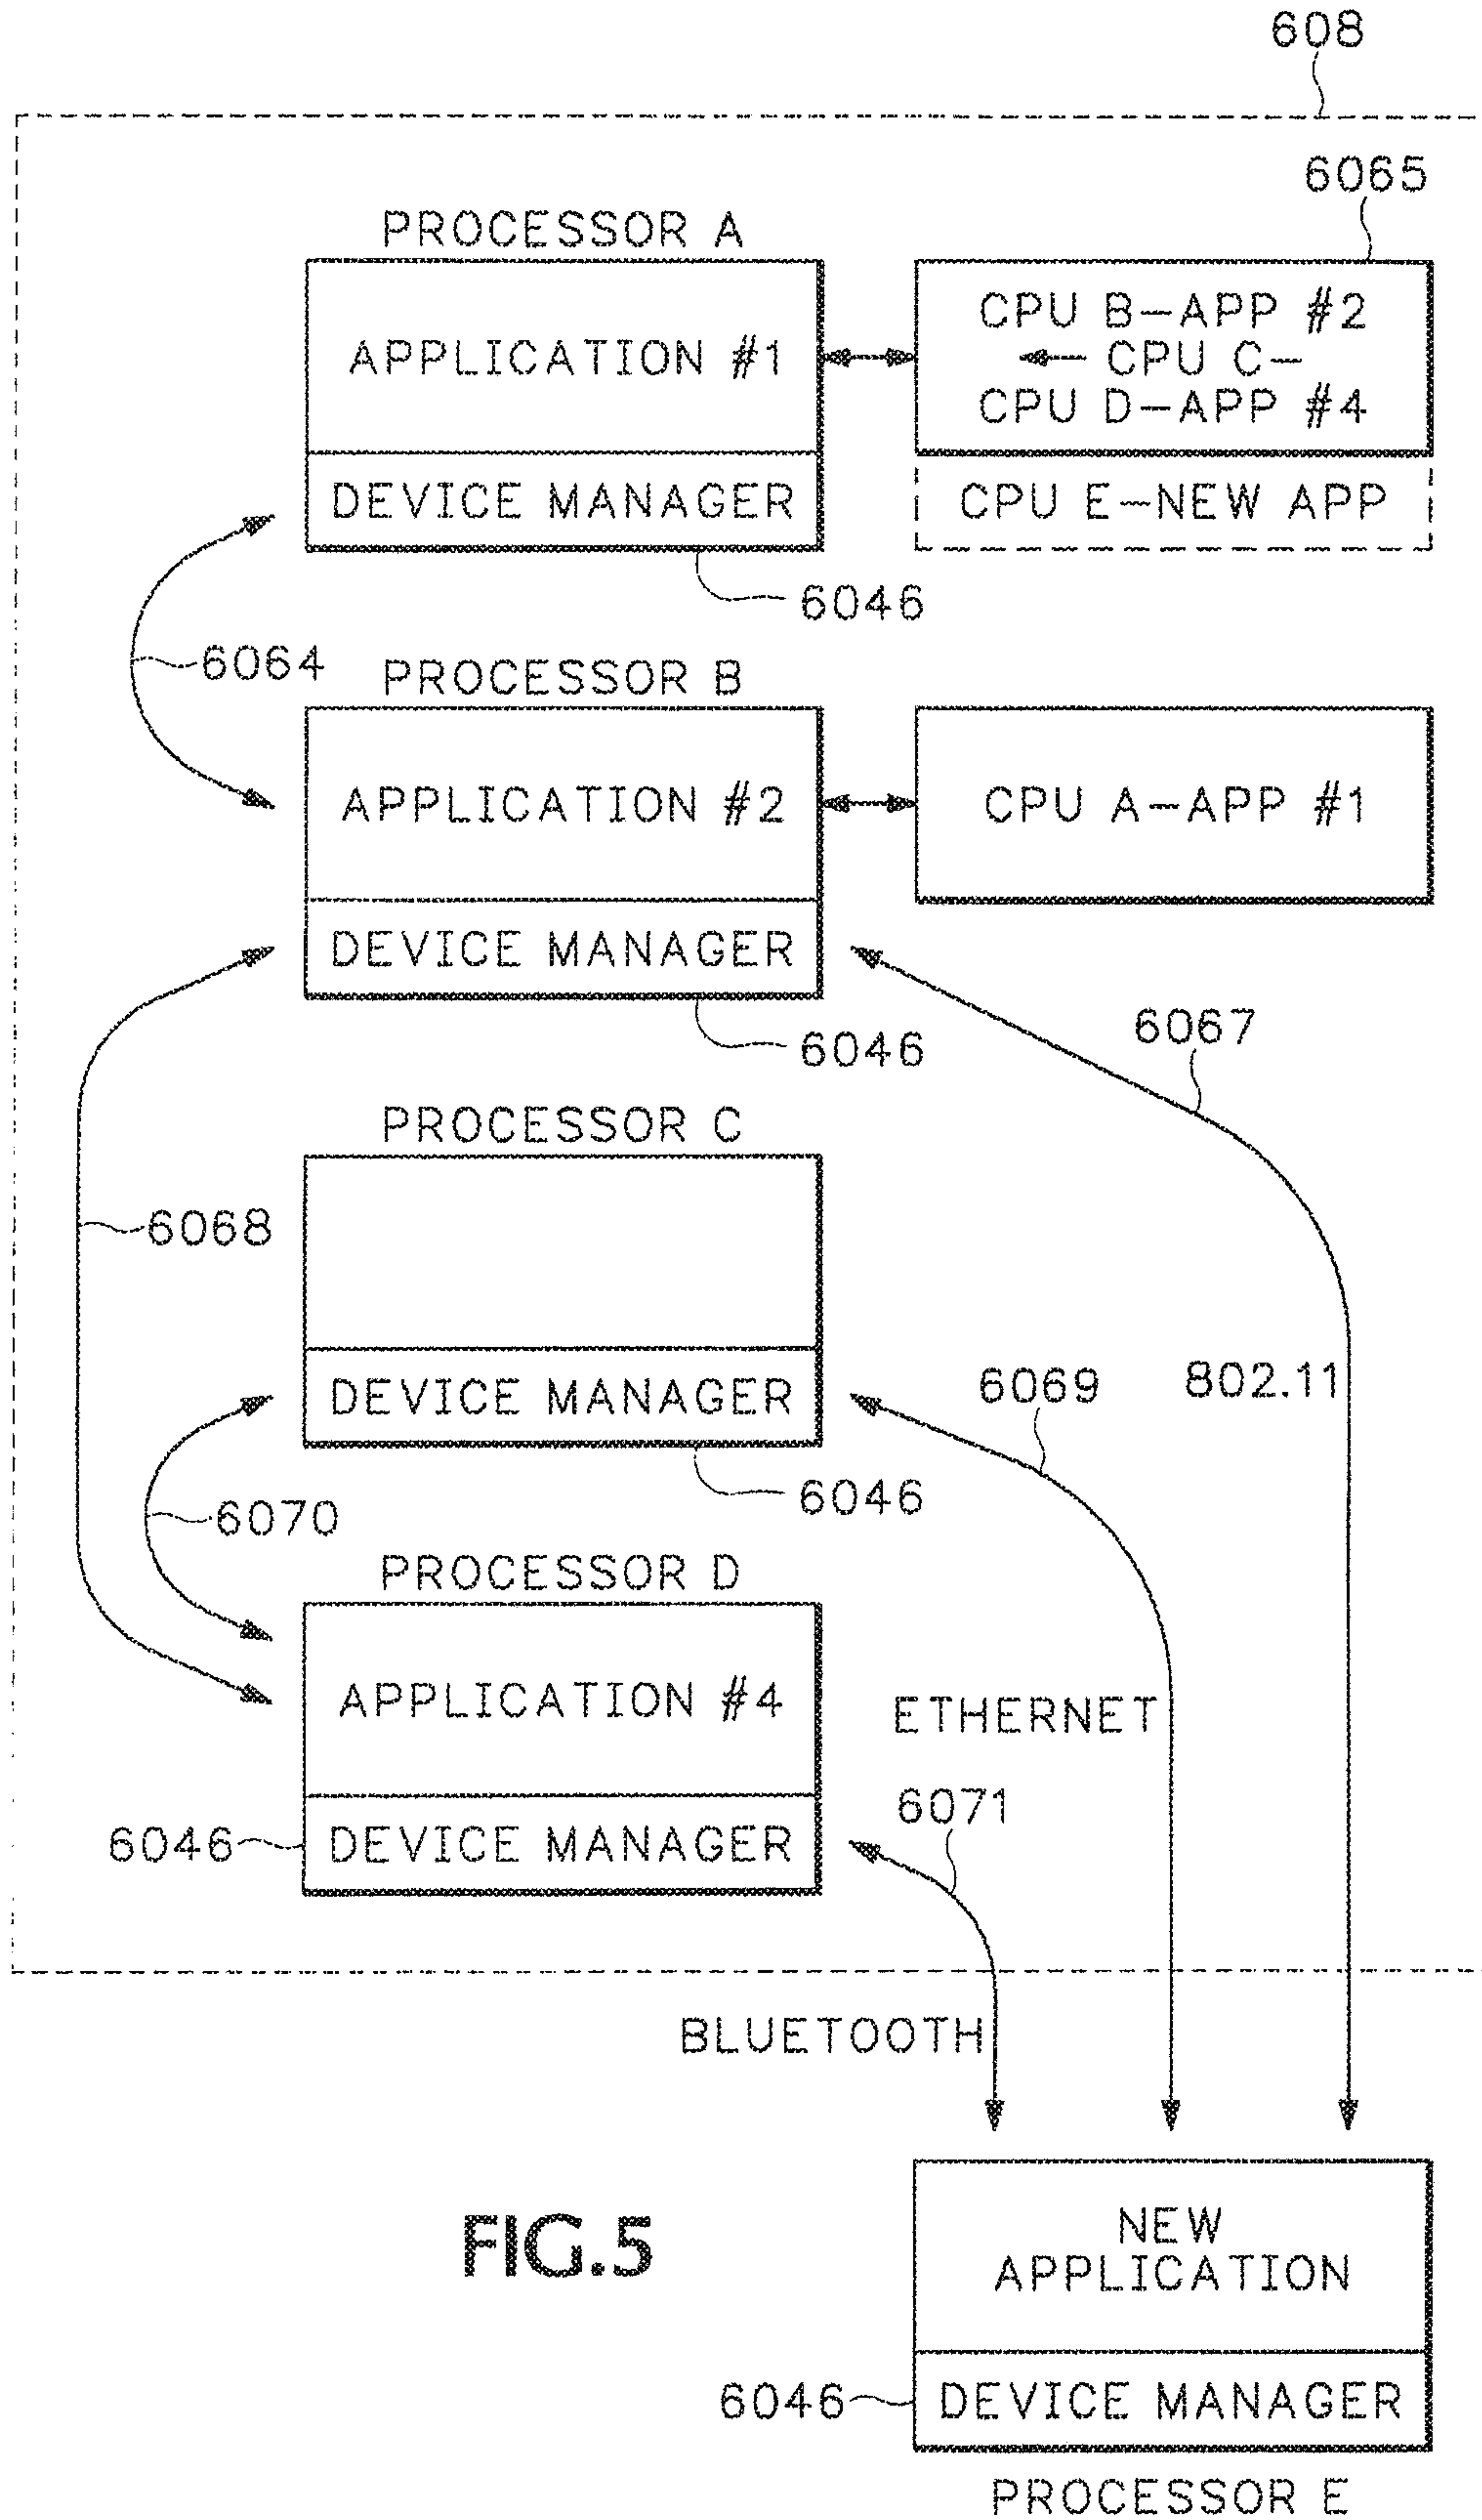 608
6065
PROCESSOR A
APPLICATION #1
CPU B-APP #2
CPU C-
CPU D-APP #4
DEVICE MANAGER
CPU E-NEW APP
6046
6064
PROCESSOR B
APPLICATION #2
CPU A-APP #1
DEVICE MANAGER
6067
6046
PROCESSOR C
6068
DEVICE MANAGER
6069
802.11
6046
6070
PROCESSOR D
APPLICATION #4
ETHERNET
6071
6046
DEVICE MANAGER
BLUETOOTH
FIG.5
NEW
APPLICATION
6046
DEVICE MANAGER
PROCESSOR E